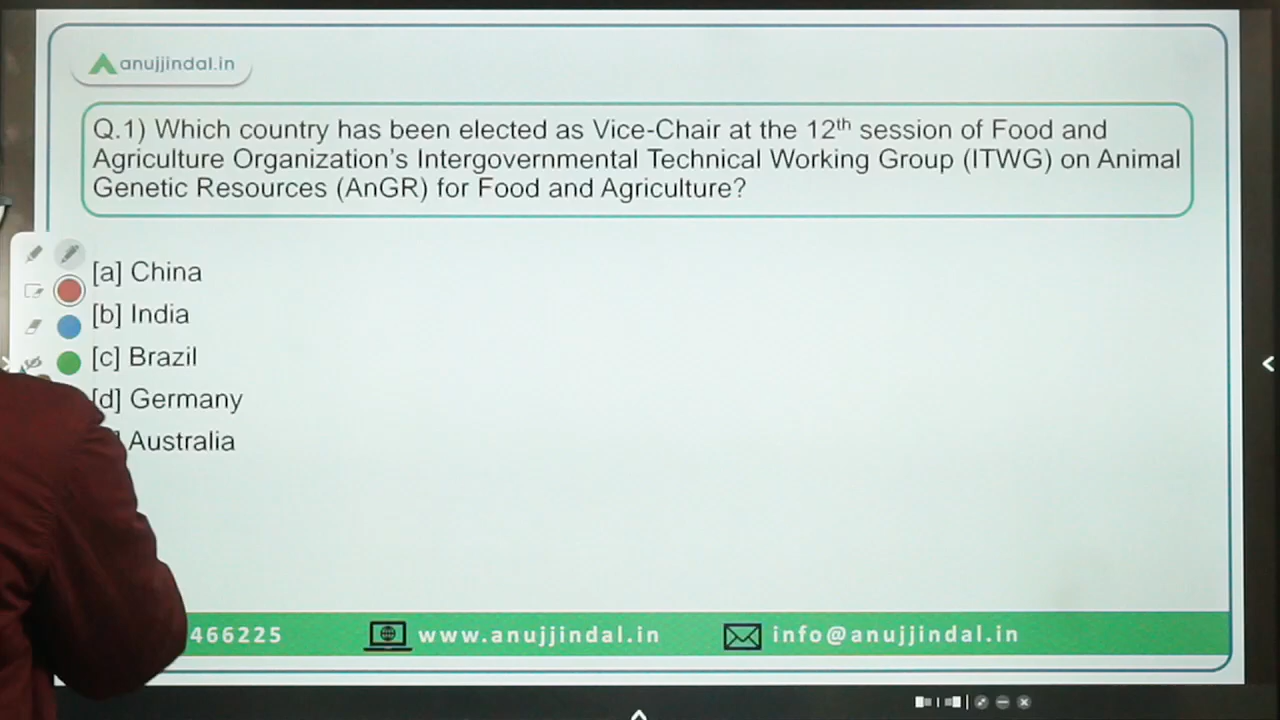 anujjindal.in
Q.1) Which country has been elected as Vice-Chair at the 12th session of Food and
Agriculture Organization’s Intergovernmental Technical Working Group (ITWG) on Animal
Genetic Resources (AnGR) for Food and Agriculture?
[a] China
[b] India
[c] Brazil
[d] Germany
] Australia
466225
www.anujjindal.in
info@anujjindal.in